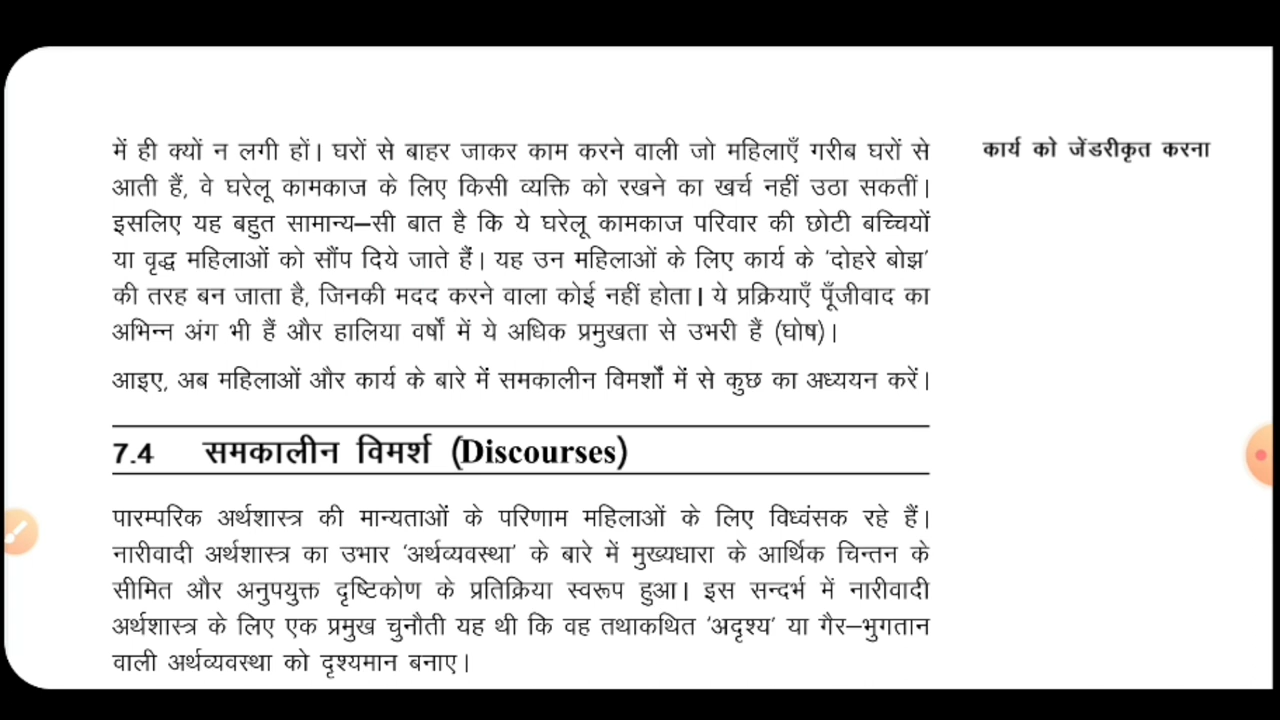 में ही क्यों न लगी हों। घरों से बाहर जाकर काम करने वाली जो महिलाएँ गरीब घरों से
कार्य को जेंडरीकृत करना
आती हैं, वे घरेलू कामकाज के लिए किसी व्यक्ति को रखने का खर्च नहीं उठा सकतीं।
इसलिए यह बहुत सामान्य–सी बात है कि ये घरेलू कामकाज परिवार की छोटी बच्चियों
या वृद्ध महिलाओं को सौंप दिये जाते हैं। यह उन महिलाओं के लिए कार्य के 'दोहरे बोझ'
की तरह बन जाता है, जिनकी मदद करने वाला कोई नहीं होता। ये प्रक्रियाएँ पूँजीवाद का
अभिन्न अंग भी हैं और हालिया वर्षों में ये अधिक प्रमुखता से उभरी हैं (घोष)।
आइए, अब महिलाओं और कार्य के बारे में समकालीन विमर्शों में से कुछ का अध्ययन करें।
7.4 समकालीन विमर्श (Discourses)
पारम्परिक अर्थशास्त्र की मान्यताओं के परिणाम महिलाओं के लिए विध्वंसक रहे हैं।
नारीवादी अर्थशास्त्र का उभार 'अर्थव्यवस्था' के बारे में मुख्यधारा के आर्थिक चिन्तन के
सीमित और अनुपयुक्त दृष्टिकोण के प्रतिक्रिया स्वरूप हुआ। इस सन्दर्भ में नारीवादी
अर्थशास्त्र के लिए एक प्रमुख चुनौती यह थी कि वह तथाकथित 'अदृश्य' या गैर–भुगतान
वाली अर्थव्यवस्था को दृश्यमान बनाए।